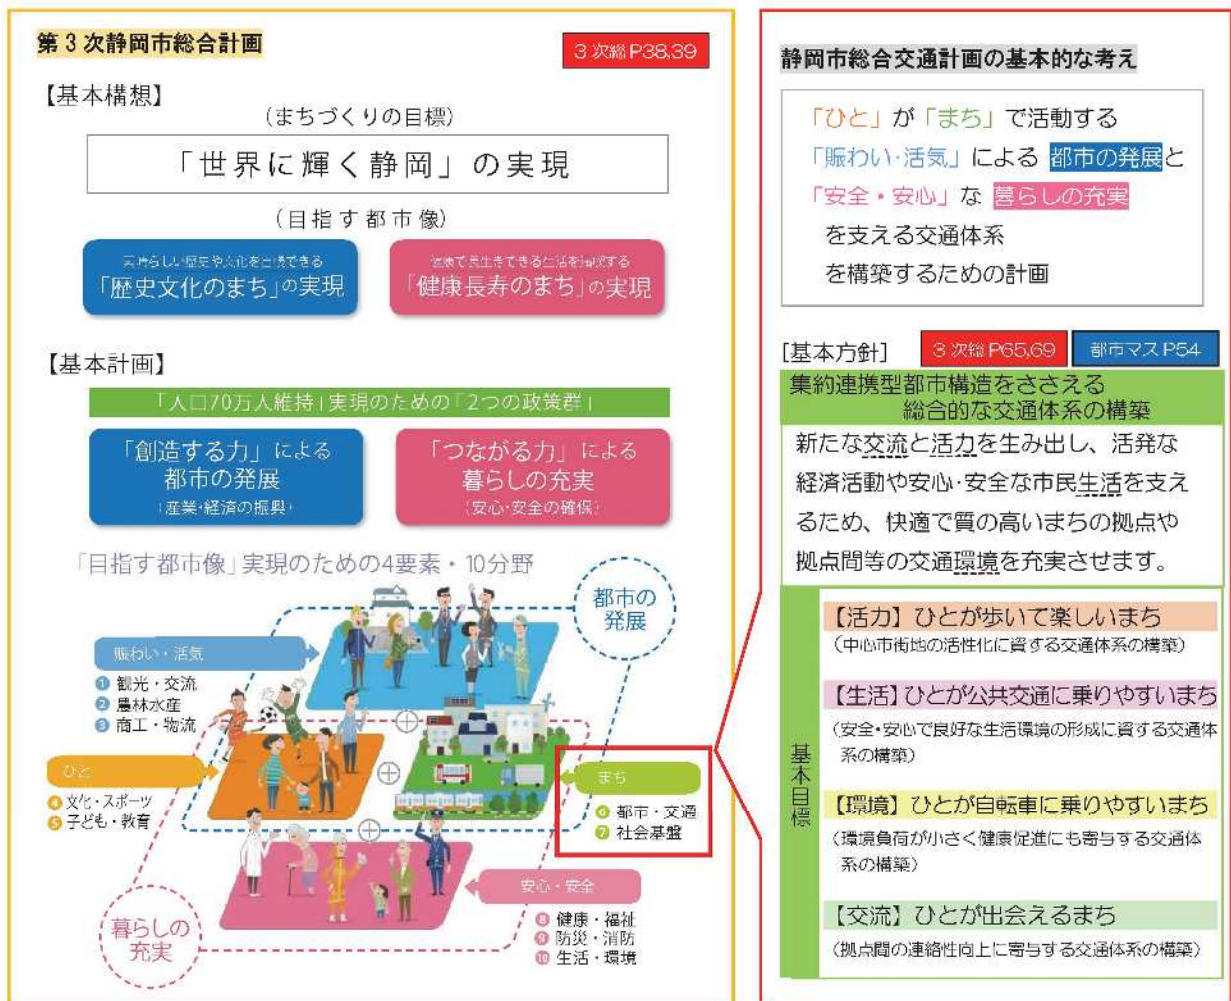 第3次静岡市総合計画
3次総 P38,39
【基本構想】
(まちづくりの目標)
「世界に輝く静岡」の実現
(目指す都市像)
「歴史文化のまち」の実現
健康で長生きできる生活を
「健康長寿のまち」の実現
【基本計画】
「人口70万人維持」実現のための「2つの政策群」
「創造する力」による
都市の発展
(産業・経済の振興)
「つながる力」による
暮らしの充実
(安心・安全の確保)
「目指す都市像」実現のための4要素・10分野
都市の
発展
賑わい・活気
1 観光・交流
2 農林水産
3 商工・物流
ひと
4 文化・スポーツ
5 子ども・教育
まち
6 都市・交通
7 社会基盤
安心・安全
8 健康・福祉
9 防災・消防
10 生活・環境
暮らしの
充実
静岡市総合交通計画の基本的な考え
「ひと」が「まち」で活動する
「賑わい・活気」による 都市の発展と
「安全・安心」な 暮らしの充実
を支える交通体系
を構築するための計画
[基本方針]
3次総 P65,69
都市マス P54
集約連携型都市構造をささえる
総合的な交通体系の構築
新たな交流と活力を生み出し、活発な
経済活動や安心・安全な市民生活を支え
るため、快適で質の高いまちの拠点や
拠点間等の交通環境を充実させます。
基本目標
【活力】ひとが歩いて楽しいまち
(中心市街地の活性化に資する交通体系の構築)
【生活】ひとが公共交通に乗りやすいまち
(安全・安心で良好な生活環境の形成に資する交通体
系の構築)
【環境】ひとが自転車に乗りやすいまち
(環境負荷が小さく健康促進にも寄与する交通体
系の構築)
【交流】ひとが出会えるまち
(拠点間の連絡性向上に寄与する交通体系の構築)